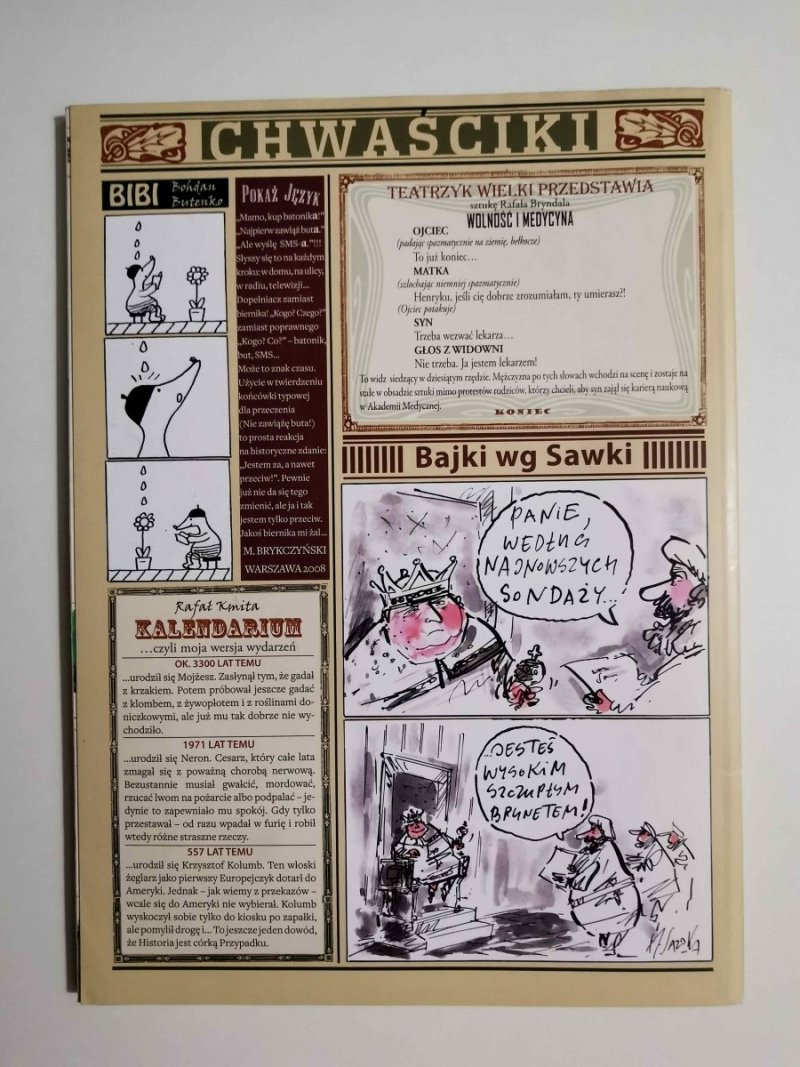 CHWAŚCIKI
BIBI
Bohdan
Butenko
POKAŻ JĘZYK
„Mamo, kup batonika!"
„Najpierw zawiąż buta."
„Ale wyślę SMS-a."!!!
Słyszy się to na każdym
kroku: w domu, na ulicy,
w radiu, telewizji...
Dopełniacz zamiast
biernika! „Kogo? Czego?"
zamiast poprawnego
„Kogo? Co?" – batonik,
but, SMS...
Może to znak czasu.
Użycie w twierdzeniu
końcówki typowej
dla przeczenia
(Nie zawiążę buta!)
to prosta reakcja
na historyczne zdanie:
„Jestem za, a nawet
przeciw!". Pewnie
już nie da się tego
zmienić, ale ja i tak
jestem tylko przeciw.
Jakoś biernika mi żal...
M. BRYKCZYŃSKI
WARSZAWA 2008
TEATRZYK WIELKI PRZEDSTAWIA
sztukę Rafała Bryndala
WOLNOŚĆ I MEDYCYNA
OJCIEC
(padając spazmatycznie na ziemię, bełkocze)
To już koniec...
MATKA
(szlochając niemniej spazmatycznie)
Henryku, jeśli cię dobrze zrozumiałam, ty umierasz?!
(Ojciec potakuje)
SYN
Trzeba wezwać lekarza...
GŁOS Z WIDOWNI
Nie trzeba. Ja jestem lekarzem!
To widz siedzący w dziesiątym rzędzie. Mężczyzna po tych słowach wchodzi na scenę i zostaje na
stałe w obsadzie sztuki mimo protestów rodziców, którzy chcieli, aby syn zajął się karierą naukową
w Akademii Medycznej.
KONIEC
Bajki wg Sawki
PANIE,
WEDŁUG
NAJNOWSZYCH
SONDAŻY...
...JESTEŚ
WYSOKIM
SZCZUPŁYM
BRUNETEM!
Rafał Kmita
KALENDARIUM
...czyli moja wersja wydarzeń
OK. 3300 LAT TEMU
...urodził się Mojżesz. Zasłynął tym, że gadał
z krzakiem. Potem próbował jeszcze gadać
z klombem, z żywopłotem i z roślinami do-
niczkowymi, ale już mu tak dobrze nie wy-
chodziło.
1971 LAT TEMU
...urodził się Neron. Cesarz, który całe lata
zmagał się z poważną chorobą nerwową.
Bezustannie musiał gwałcić, mordować,
rzucać lwom na pożarcie albo podpalać – je-
dynie to zapewniało mu spokój. Gdy tylko
przestawał – od razu wpadał w furię i robił
wtedy różne straszne rzeczy.
557 LAT TEMU
...urodził się Krzysztof Kolumb. Ten włoski
żeglarz jako pierwszy Europejczyk dotarł do
Ameryki. Jednak – jak wiemy z przekazów –
wcale się do Ameryki nie wybierał. Kolumb
wyskoczył sobie tylko do kiosku po zapałki,
ale pomylił drogę i... To jeszcze jeden dowód,
że Historia jest córką Przypadku.